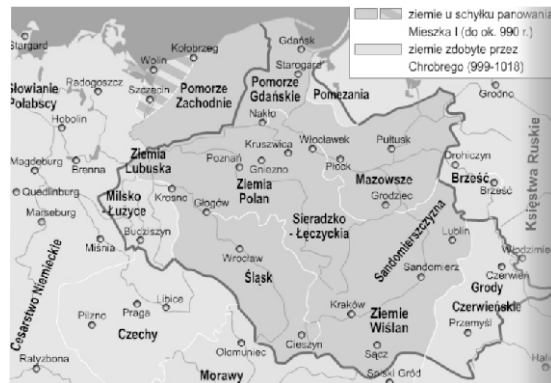 ziemie u schyłku panowania
Mieszka I (do ok. 990 r.)
ziemie zdobyte przez
Chrobrego (999-1018)
Stargard
Kołobrzeg
Gdańsk
Wolin
Starogard
Radogoszcz
Szczecin
Pomorze
Zachodnie
Pomorze
Gdańskie
Pomezania
Grodno
Słowianie
Połabscy
Hobolin
Nakło
Ziemia
Lubuska
Kruszwica
Włocławek
Pułtusk
Magdeburg
Brenna
Poznań
Gniezno
Płock
Drohiczyn
Brześć
Brześć
Quedlinburg
Milsko
-Łużyce
Krosno
Ziemia
Polan
Mazowsze
Marseburg
Głogów
Grodziec
Księstwa Ruskie
Sieradzko
-Łęczycka
Miśnia
Budziszyn
Sandomierszczyzna
Lublin
Wrocław
Włodzimie
Cesarstwo Niemieckie
Śląsk
Sandomierz
Czerwień
Libice
Praga
Pilzno
Kraków
Grody
Czerwieńskie
Czechy
Ziemie
Wiślan
Przemyśl
Ratyzbona
Ołomuniec
Cieszyn
Sącz
Hali
Morawy
Spiski Gród